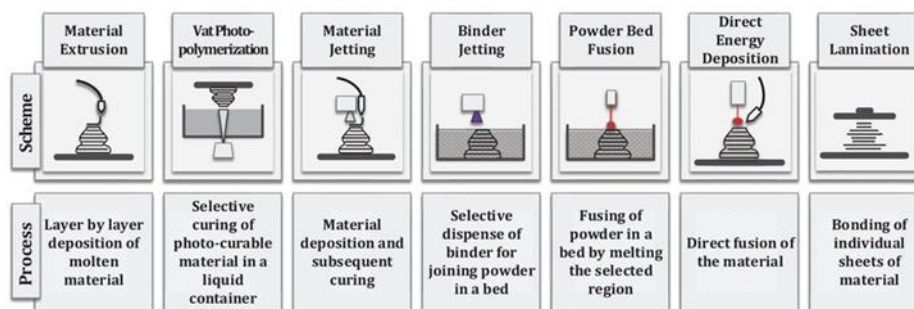 Material
Extrusion
Vat Photo-
polymerization
Material
Jetting
Binder
Jetting
Powder Bed
Fusion
Direct
Energy
Deposition
Sheet
Lamination
Scheme
Process
Layer by layer
deposition of
molten
material
Selective
curing of
photo-curable
material in a
liquid
container
Material
deposition and
subsequent
curing
Selective
dispense of
binder for
joining powder
in a bed
Fusing of
powder in a
bed by melting
the selected
region
Direct fusion of
the material
Bonding of
individual
sheets of
material